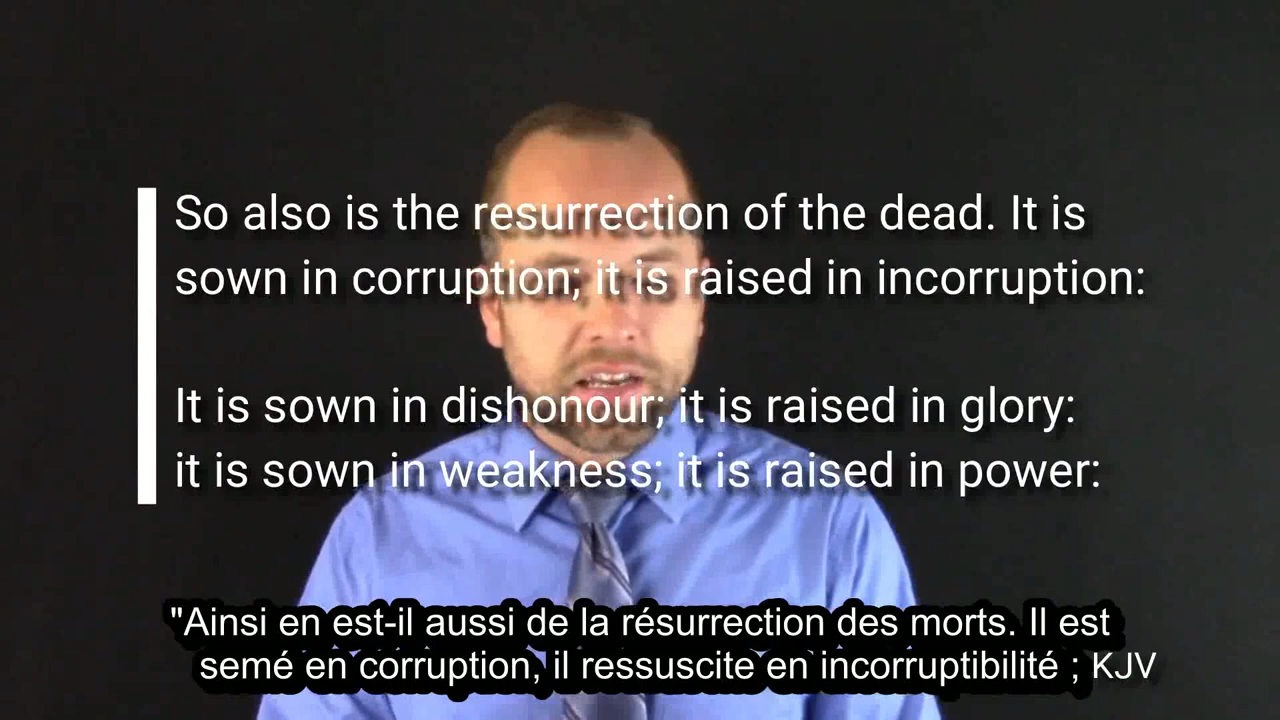 So also is the resurrection of the dead. It is
sown in corruption; it is raised in incorruption:
It is sown in dishonour; it is raised in glory:
it is sown in weakness; it is raised in power:
"Ainsi en est-il aussi de la résurrection des morts. Il est
semé en corruption, il ressuscite en incorruptibilité ; KJV